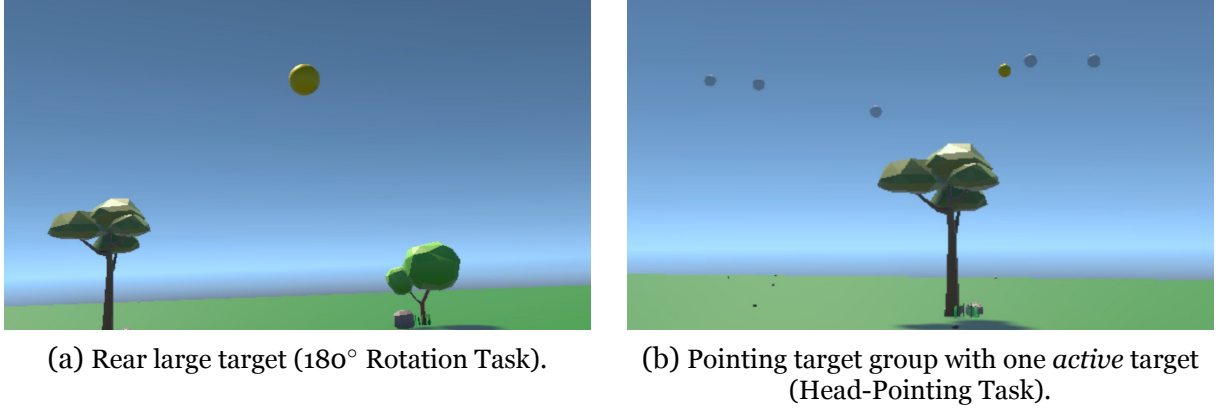 (a) Rear large target (180° Rotation Task).
(b) Pointing target group with one active target
(Head-Pointing Task).